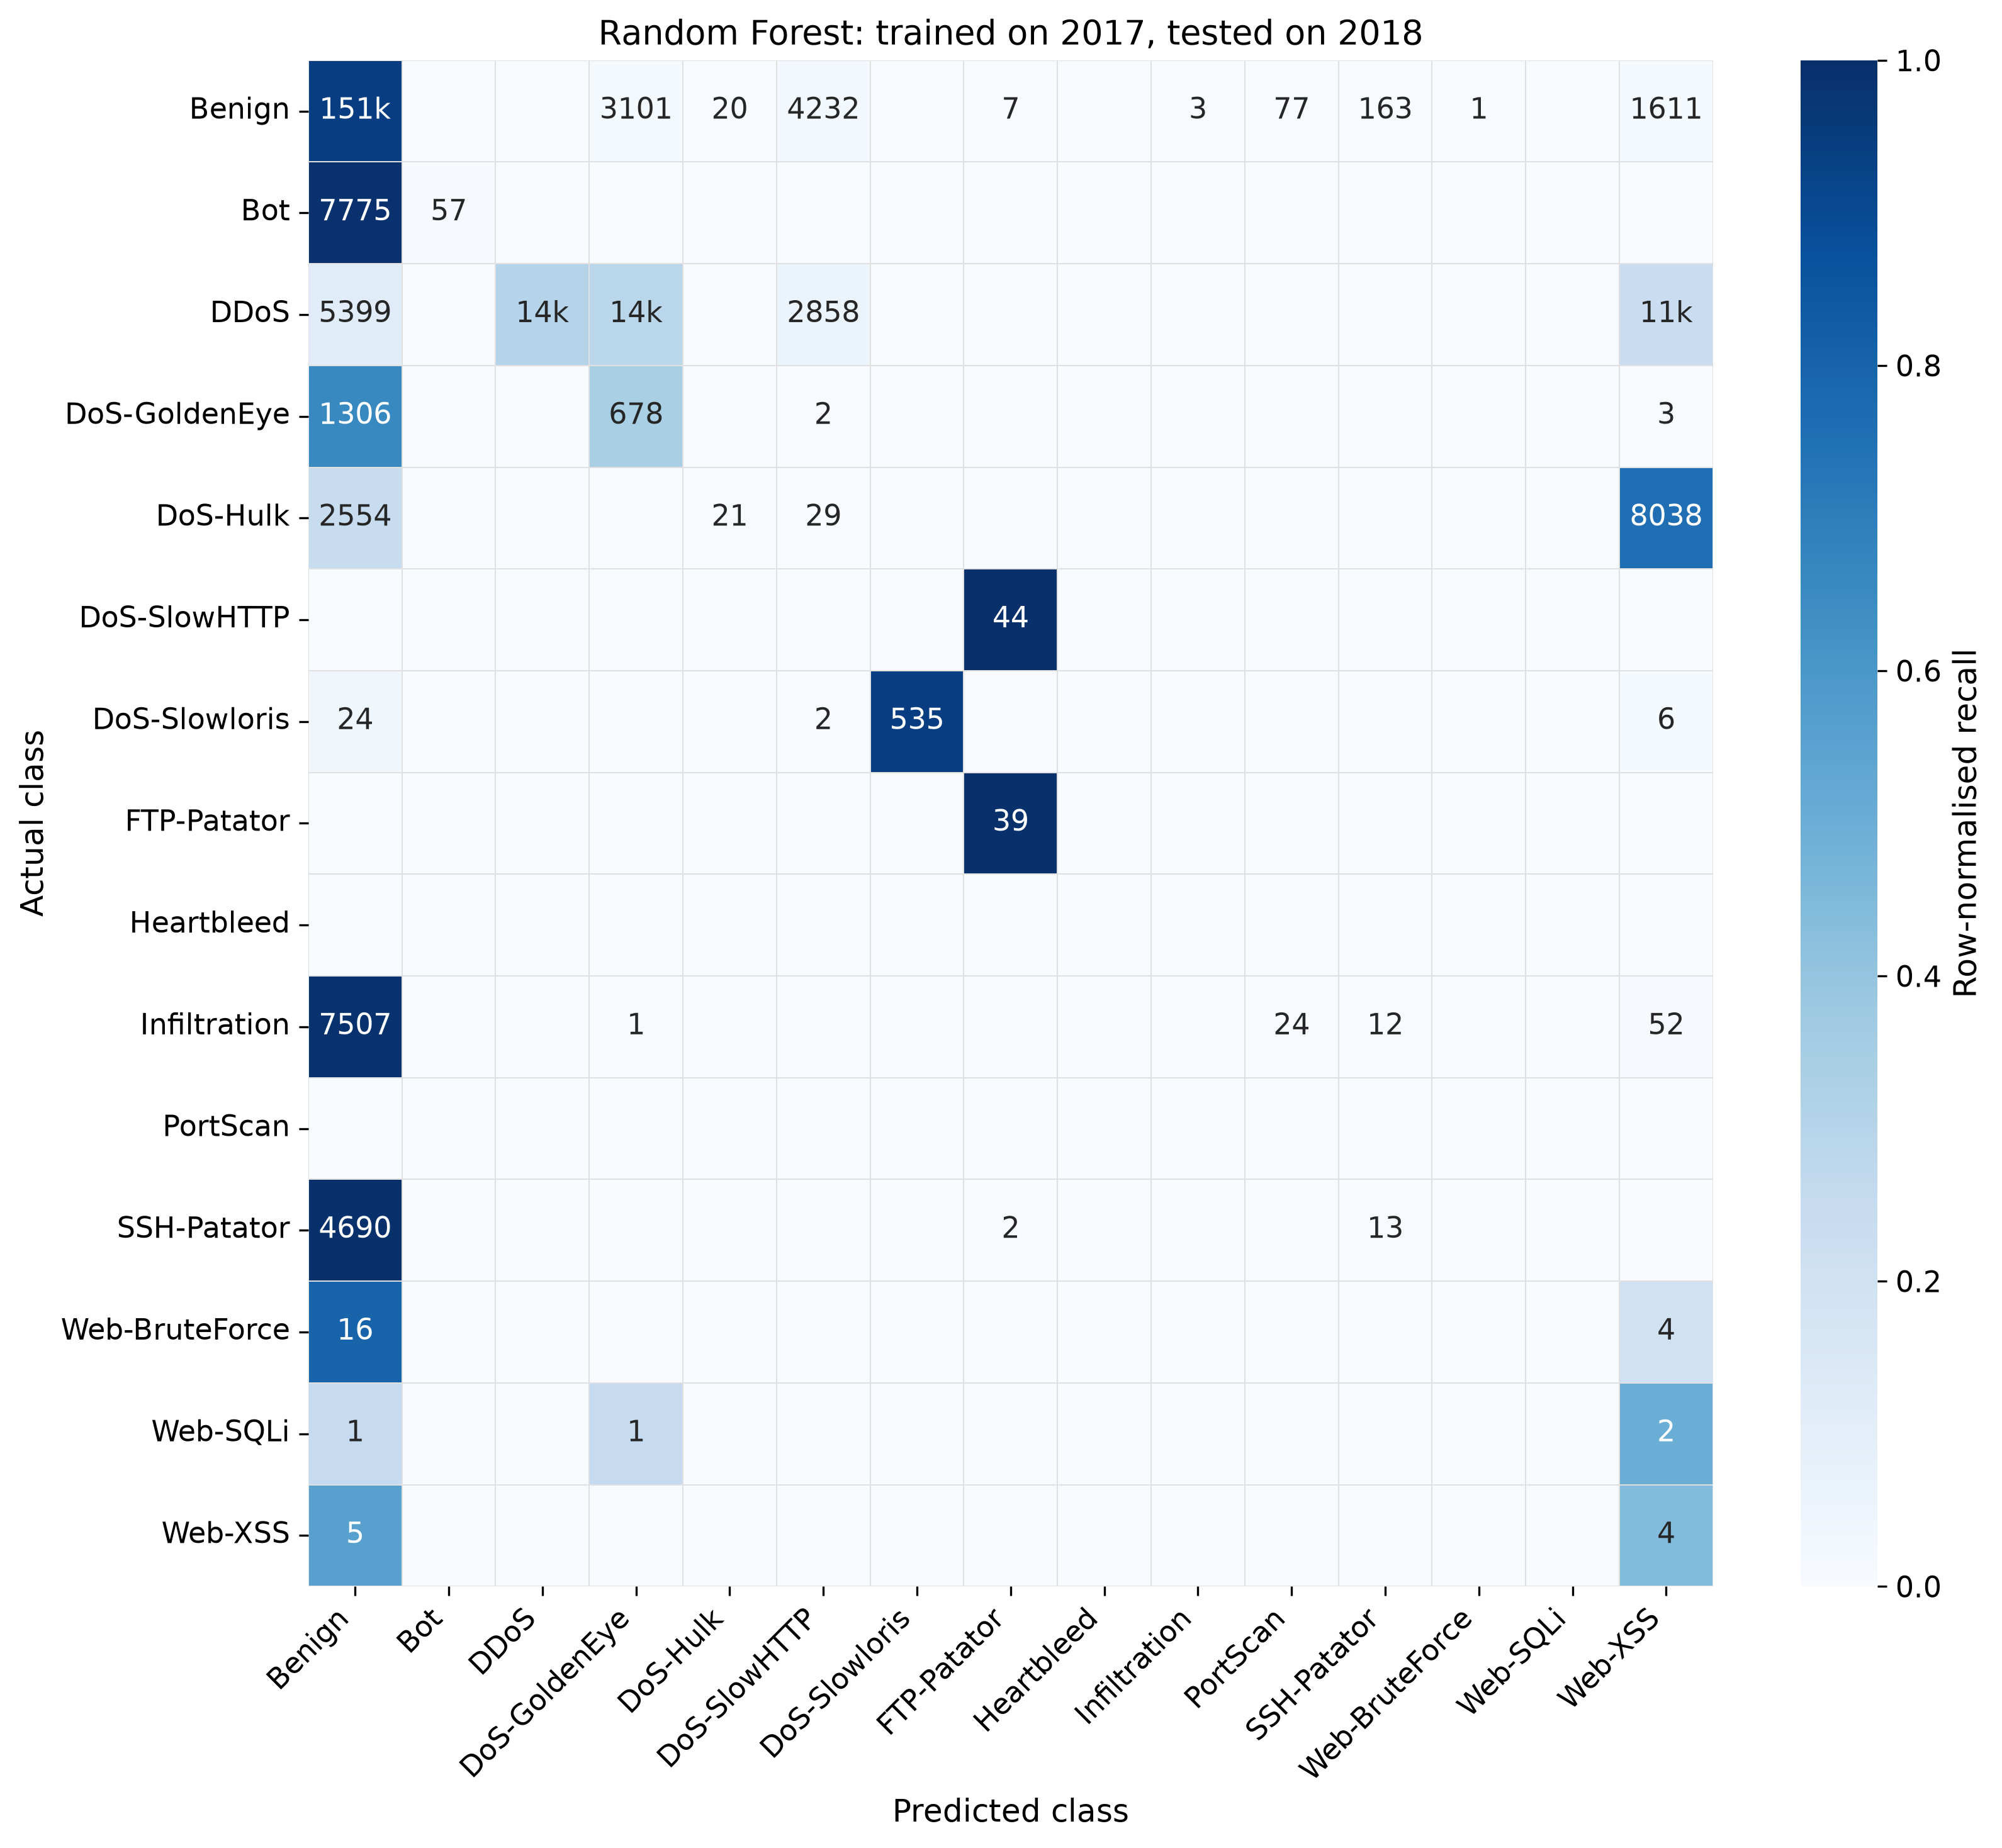 Random Forest: trained on 2017, tested on 2018
Benign 151k 3101 20 4232 7 3 77 163 1 1611
Bot 7775 57
DDoS 5399 14k 14k 2858 11k
DoS-GoldenEye 1306 678 2 3
DoS-Hulk 2554 21 29 8038
DoS-SlowHTTP 44
DoS-Slowloris 24 2 535 6
FTP-Patator 39
Heartbleed
Infiltration 7507 1 24 12 52
PortScan
SSH-Patator 4690 2 13
Web-BruteForce 16 4
Web-SQLi 1 1 2
Web-XSS 5 4
Actual class
Benign
Bot
DDoS
DoS-GoldenEye
DoS-Hulk
DoS-SlowHTTP
DoS-Slowloris
FTP-Patator
Heartbleed
Infiltration
PortScan
SSH-Patator
Web-BruteForce
Web-SQLi
Web-XSS
Predicted class
1.0
0.8
0.6
0.4
0.2
0.0
Row-normalised recall